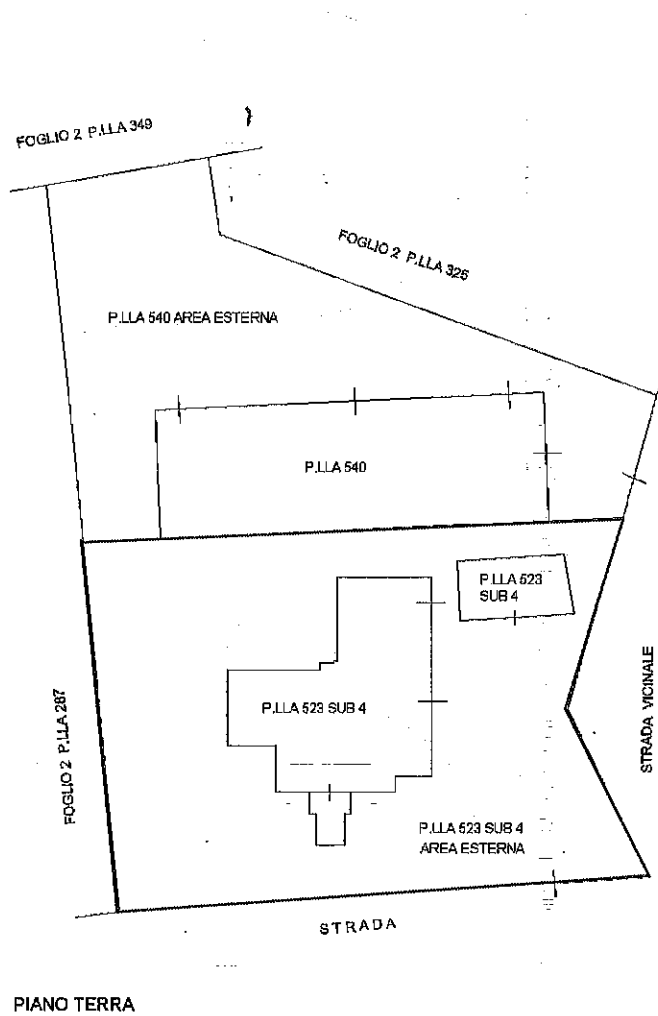 FOGLIO 2 P.LLA 349
FOGLIO 2 P.LLA 325
P.LLA 540 AREA ESTERNA
P.LLA 540
P.LLA 523
SUB 4
P.LLA 523 SUB 4
FOGLIO 2 P.LLA 287
STRADA VICINALE
P.LLA 523 SUB 4
AREA ESTERNA
STRADA
PIANO TERRA